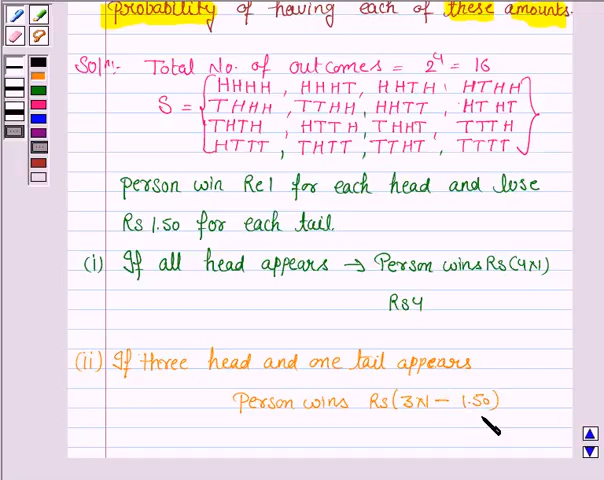 probability of having each of these amounts.
Solⁿ:- Total No. of outcomes = 2⁴ = 16
S = { HHHH, HHHT, HHTH, HTHH
THHH, TTHH, HHTT, HTHT
THTH, HTTH, THHT, TTTH
HTTT, THTT, TTHT, TTTT }
Person win Re1 for each head and lose
Rs 1.50 for each tail.
(i) If all head appears → Person wins Rs(4×1)
Rs4
(ii) If three head and one tail appears
Person wins Rs(3×1 - 1.50)